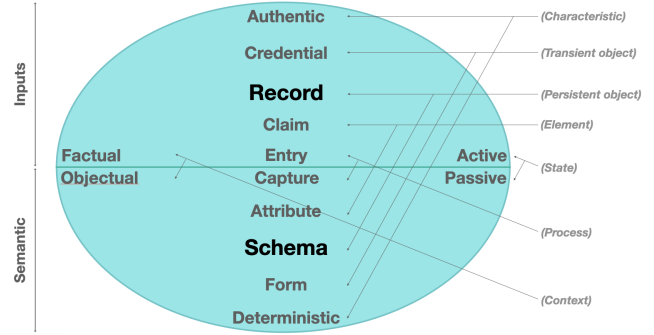 Authentic (Characteristic)
Credential (Transient object)
Record (Persistent object)
Claim (Element)
Factual Entry Active
Objectual Capture Passive
(State)
Attribute
(Process)
Schema
Form
(Context)
Deterministic
Inputs
Semantic